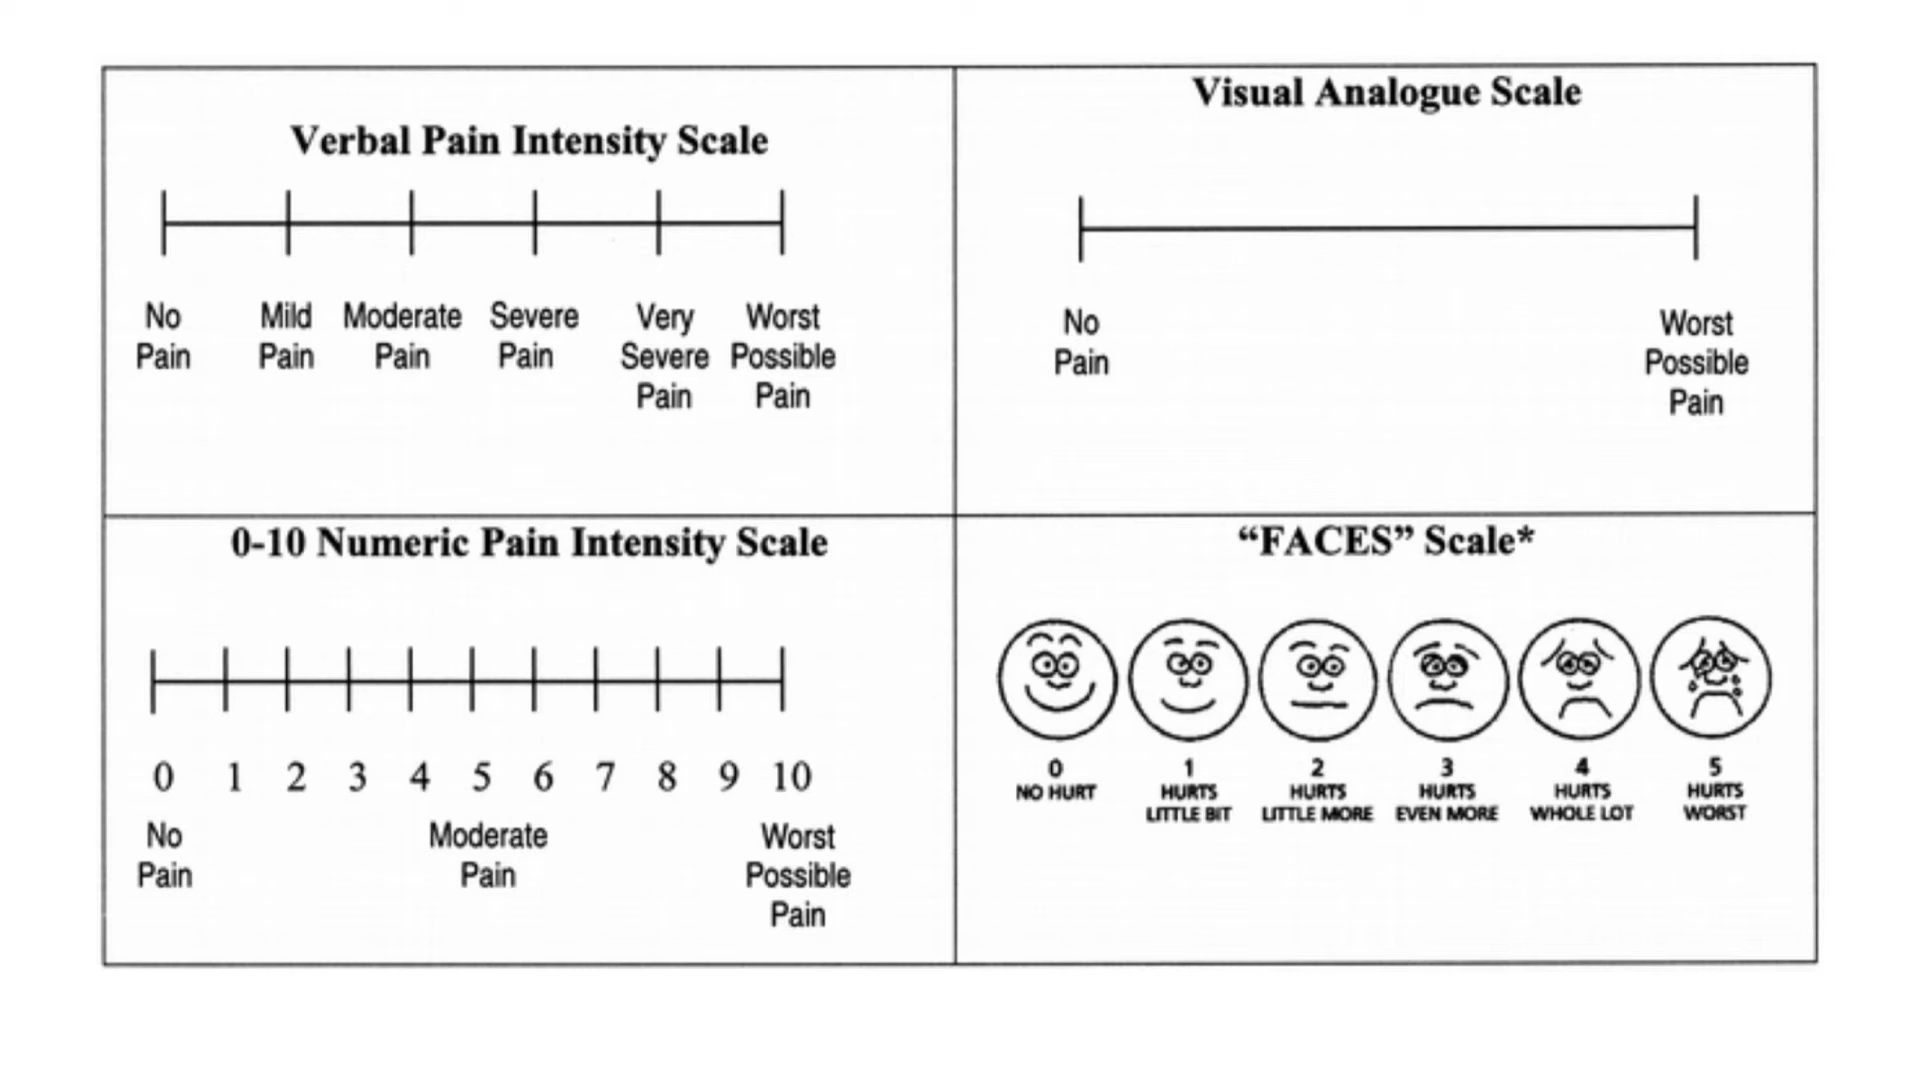 Verbal Pain Intensity Scale
No Mild Moderate Severe Very Worst
Pain Pain Pain Pain Severe Possible
Pain Pain
Visual Analogue Scale
No Worst
Pain Possible
Pain
0-10 Numeric Pain Intensity Scale
0 1 2 3 4 5 6 7 8 9 10
No Moderate Worst
Pain Pain Possible
Pain
“FACES” Scale*
0 1 2 3 4 5
NO HURT HURTS HURTS HURTS HURTS HURTS
LITTLE BIT LITTLE MORE EVEN MORE WHOLE LOT WORST